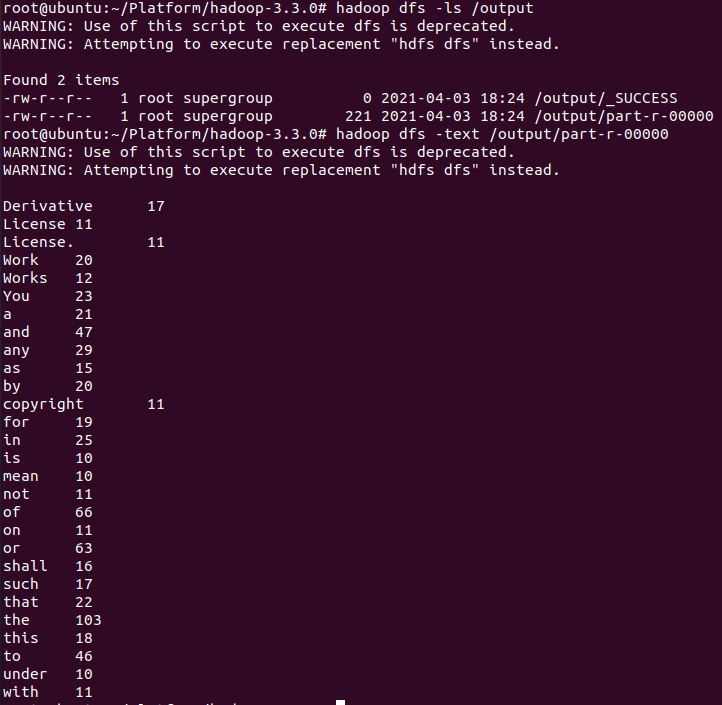 root@ubuntu:~/Platform/hadoop-3.3.0# hadoop dfs -ls /output
WARNING: Use of this script to execute dfs is deprecated.
WARNING: Attempting to execute replacement "hdfs dfs" instead.

Found 2 items
-rw-r--r--   1 root supergroup          0 2021-04-03 18:24 /output/_SUCCESS
-rw-r--r--   1 root supergroup        221 2021-04-03 18:24 /output/part-r-00000
root@ubuntu:~/Platform/hadoop-3.3.0# hadoop dfs -text /output/part-r-00000
WARNING: Use of this script to execute dfs is deprecated.
WARNING: Attempting to execute replacement "hdfs dfs" instead.

Derivative      17
License 11
License.        11
Work    20
Works   12
You     23
a       21
and     47
any     29
as      15
by      20
copyright       11
for     19
in      25
is      10
mean    10
not     11
of      66
on      11
or      63
shall   16
such    17
that    22
the     103
this    18
to      46
under   10
with    11